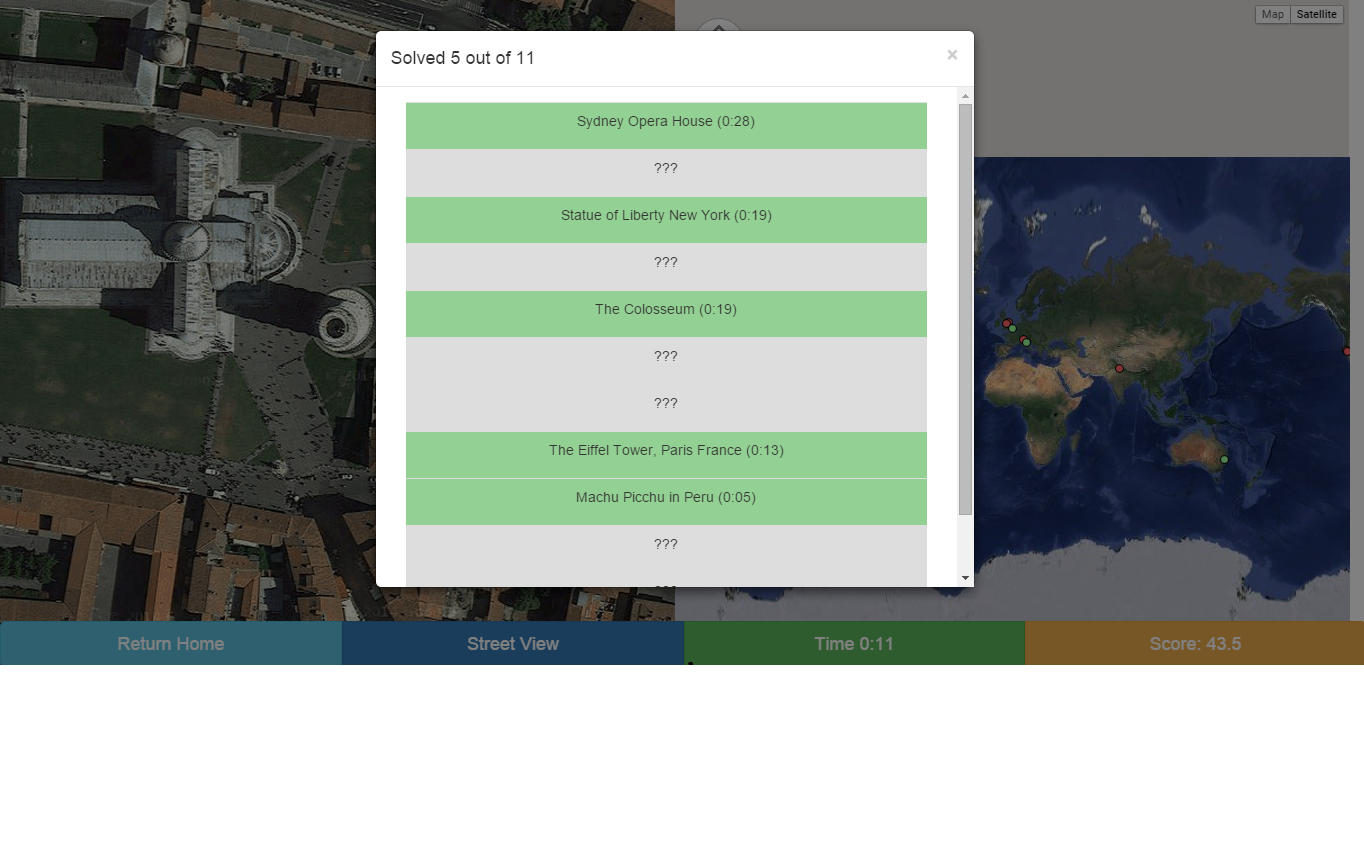 Map Satellite
Solved 5 out of 11 ×
Sydney Opera House (0:28)
???
Statue of Liberty New York (0:19)
???
The Colosseum (0:19)
???
???
The Eiffel Tower, Paris France (0:13)
Machu Picchu in Peru (0:05)
???
Return Home Street View Time 0:11 Score: 43.5